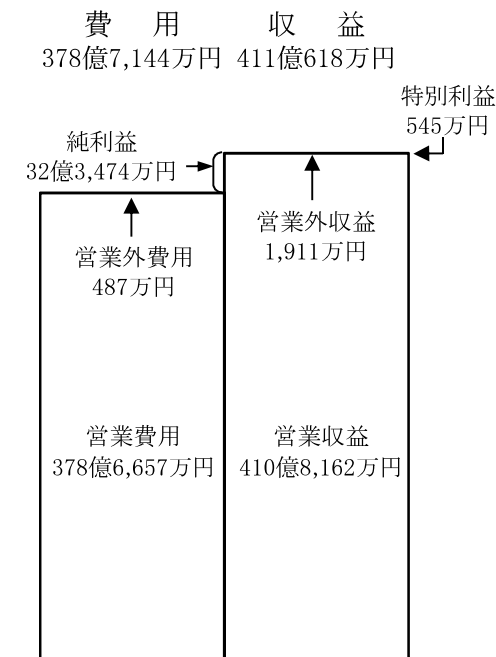 費　用　収　益
378億7,144万円 411億618万円
特別利益
545万円
純利益
32億3,474万円
営業外収益
1,911万円
営業外費用
487万円
営業費用
378億6,657万円
営業収益
410億8,162万円